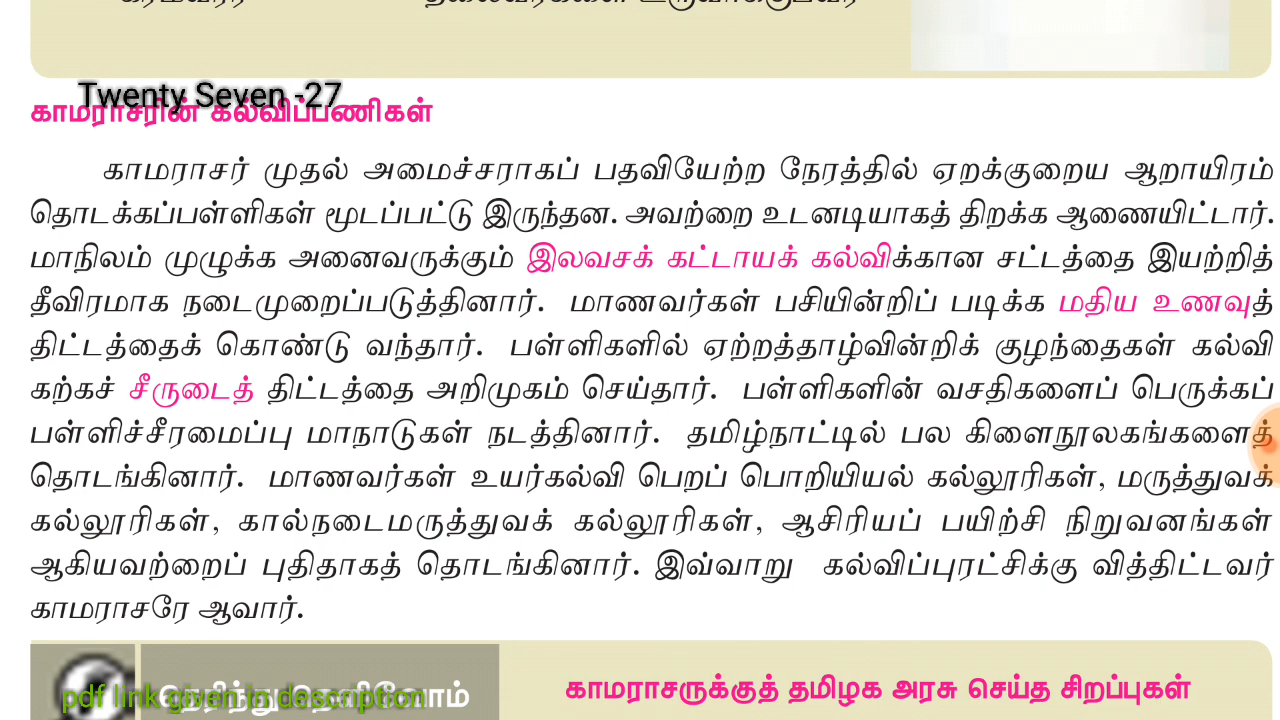 Twenty Seven -27
காமராசரின் கல்விப்பணிகள்
காமராசர் முதல் அமைச்சராகப் பதவியேற்ற நேரத்தில் ஏறக்குறைய ஆறாயிரம்
தொடக்கப்பள்ளிகள் மூடப்பட்டு இருந்தன. அவற்றை உடனடியாகத் திறக்க ஆணையிட்டார்.
மாநிலம் முழுக்க அனைவருக்கும் இலவசக் கட்டாயக் கல்விக்கான சட்டத்தை இயற்றித்
தீவிரமாக நடைமுறைப்படுத்தினார். மாணவர்கள் பசியின்றிப் படிக்க மதிய உணவுத்
திட்டத்தைக் கொண்டு வந்தார். பள்ளிகளில் ஏற்றத்தாழ்வின்றிக் குழந்தைகள் கல்வி
கற்கச் சீருடைத் திட்டத்தை அறிமுகம் செய்தார். பள்ளிகளின் வசதிகளைப் பெருக்கப்
பள்ளிச்சீரமைப்பு மாநாடுகள் நடத்தினார். தமிழ்நாட்டில் பல கிளைநூலகங்களைத்
தொடங்கினார். மாணவர்கள் உயர்கல்வி பெறப் பொறியியல் கல்லூரிகள், மருத்துவக்
கல்லூரிகள், கால்நடைமருத்துவக் கல்லூரிகள், ஆசிரியப் பயிற்சி நிறுவனங்கள்
ஆகியவற்றைப் புதிதாகத் தொடங்கினார். இவ்வாறு கல்விப்புரட்சிக்கு வித்திட்டவர்
காமராசரே ஆவார்.
தெரிந்து தெளிவோம்
pdf link given in description
காமராசருக்குத் தமிழக அரசு செய்த சிறப்புகள்